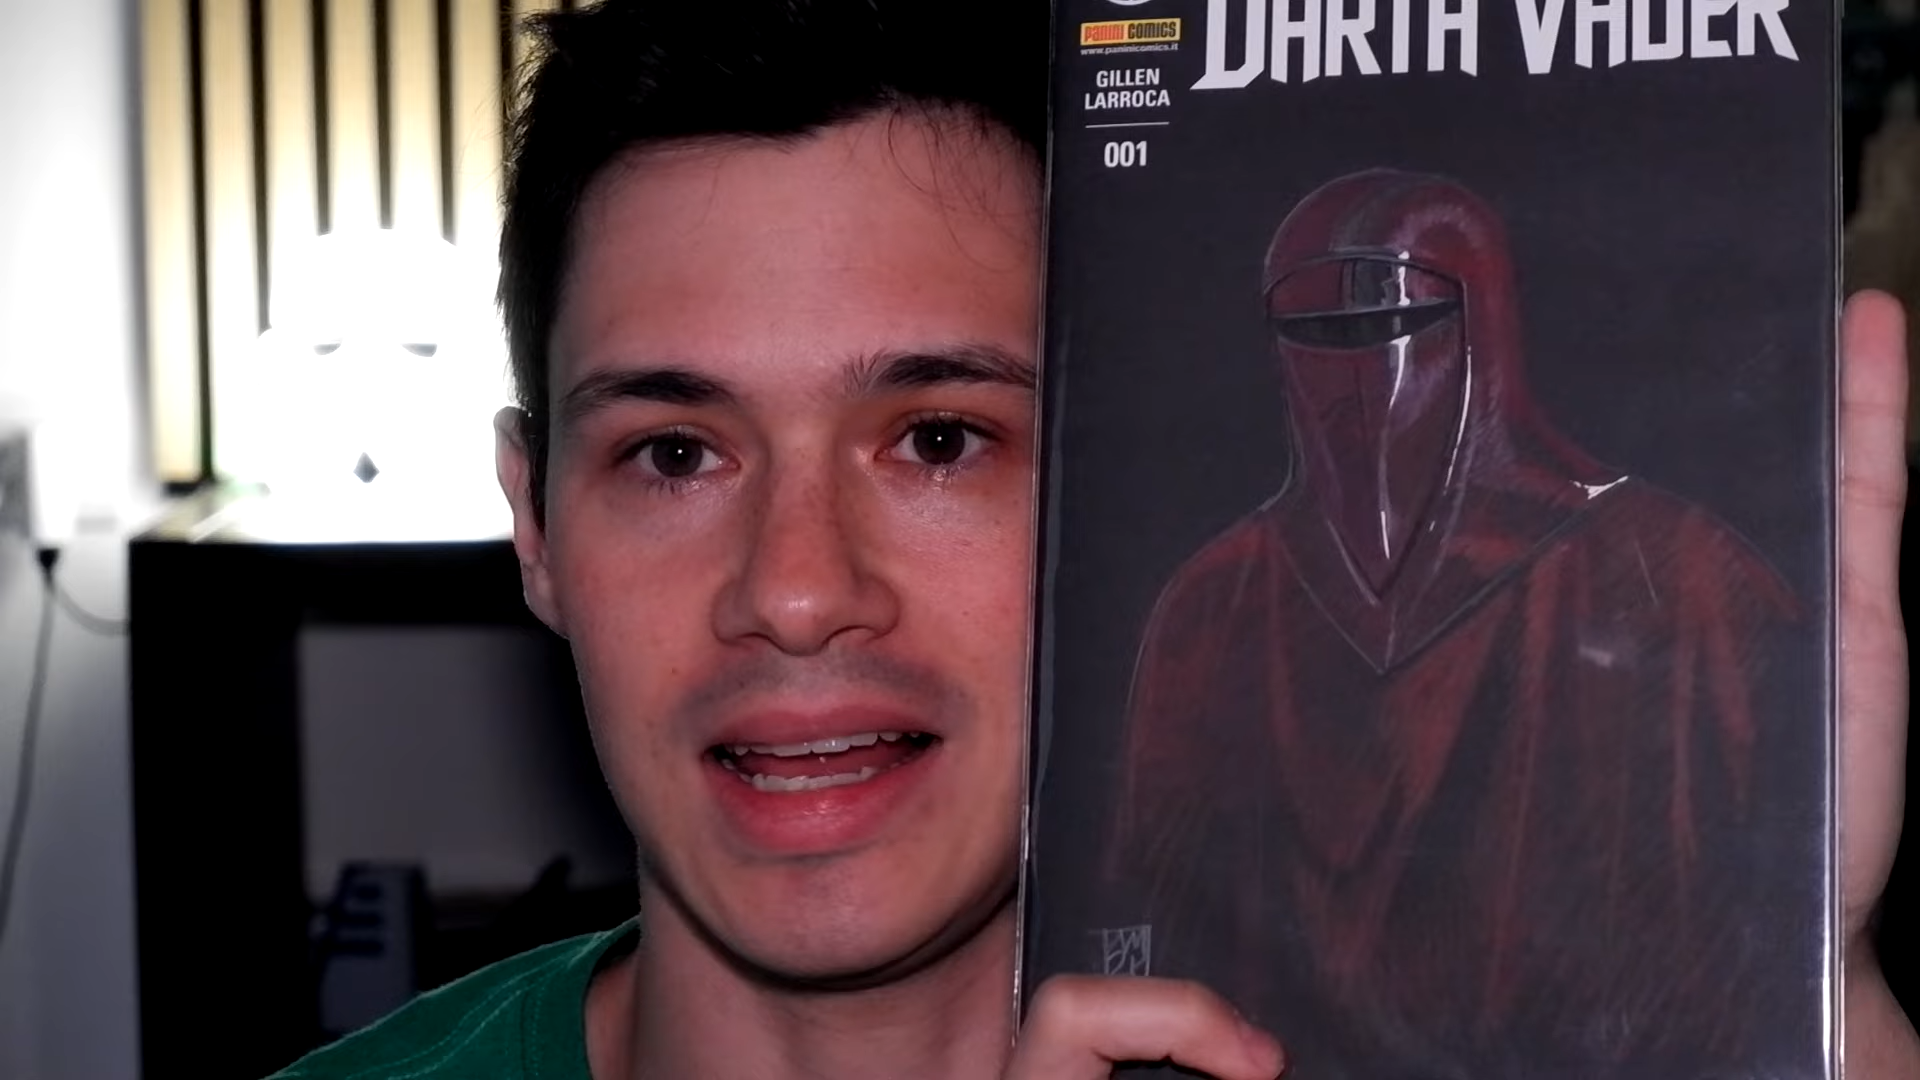 DARTH VADER
PANINI COMICS
www.paninicomics.it
GILLEN
LARROCA
001